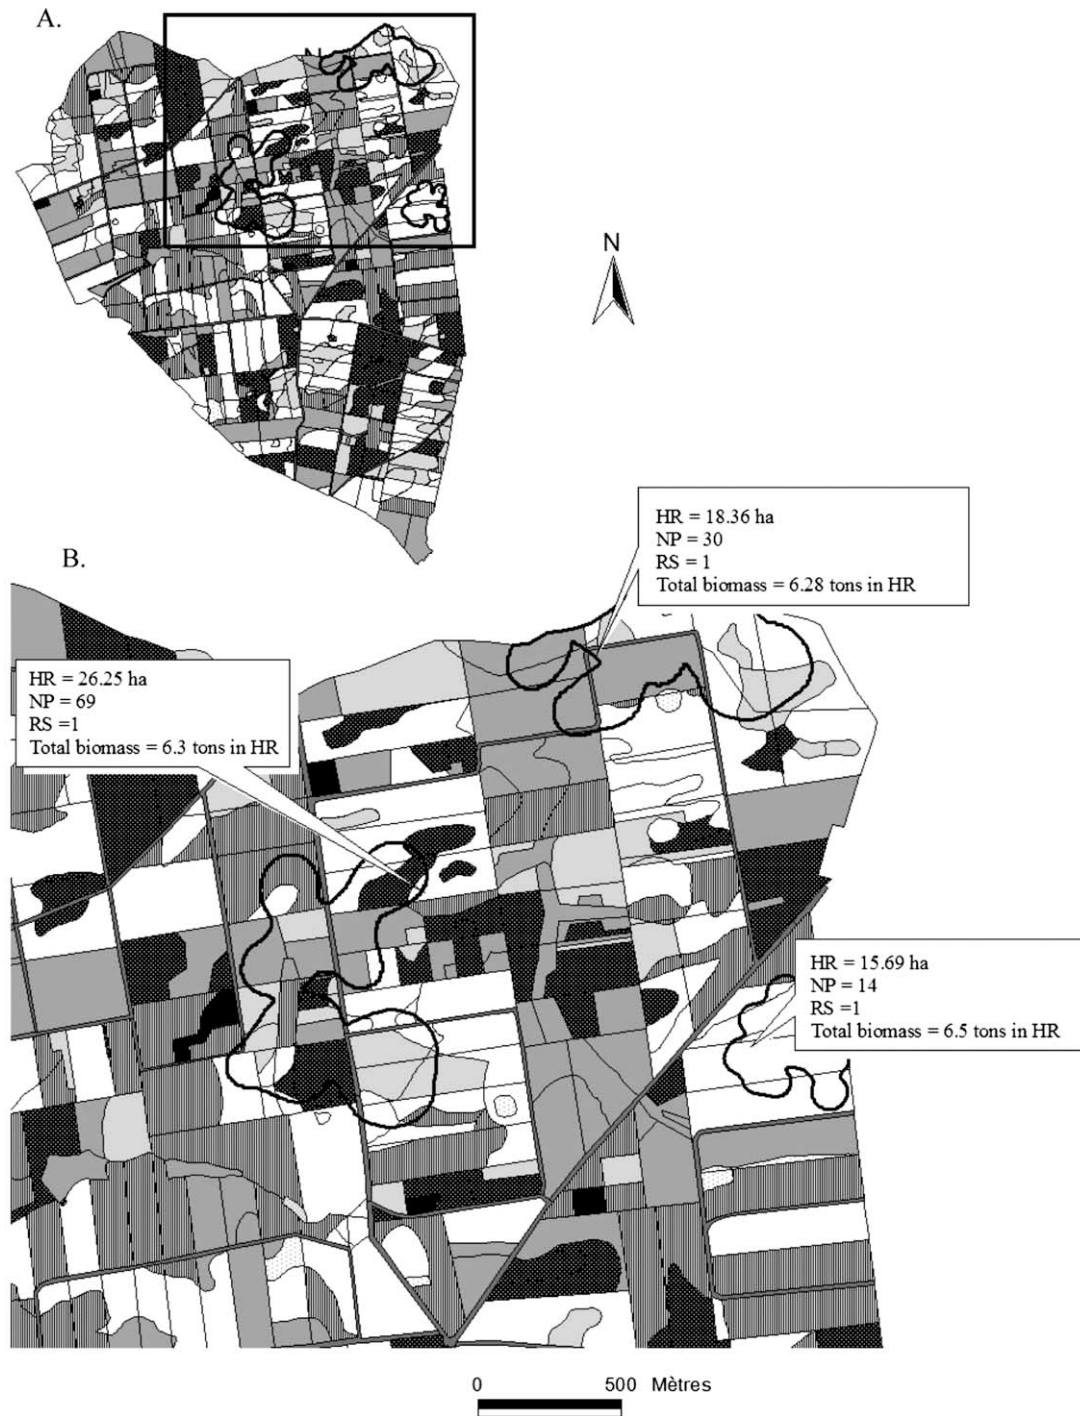 A.
N
N
HR = 18.36 ha
NP = 30
RS = 1
Total biomass = 6.28 tons in HR
B.
HR = 26.25 ha
NP = 69
RS =1
Total biomass = 6.3 tons in HR
HR = 15.69 ha
NP = 14
RS =1
Total biomass = 6.5 tons in HR
0 500 Mètres